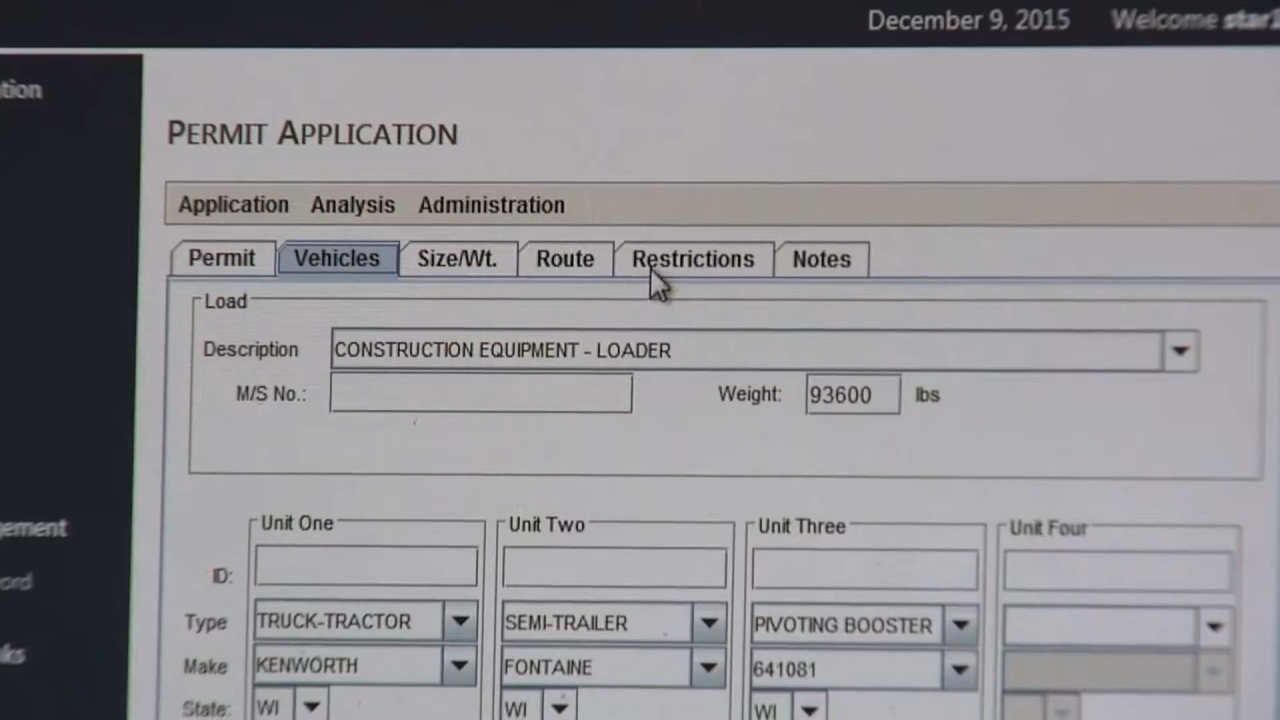 December 9, 2015 Welcome
PERMIT APPLICATION
Application Analysis Administration
Permit Vehicles Size/Wt. Route Restrictions Notes
Load
Description CONSTRUCTION EQUIPMENT - LOADER
M/S No.: Weight: 93600 lbs
Unit One Unit Two Unit Three Unit Four
ID:
Type TRUCK-TRACTOR SEMI-TRAILER PIVOTING BOOSTER
Make KENWORTH FONTAINE 641081
State: WI WI WI